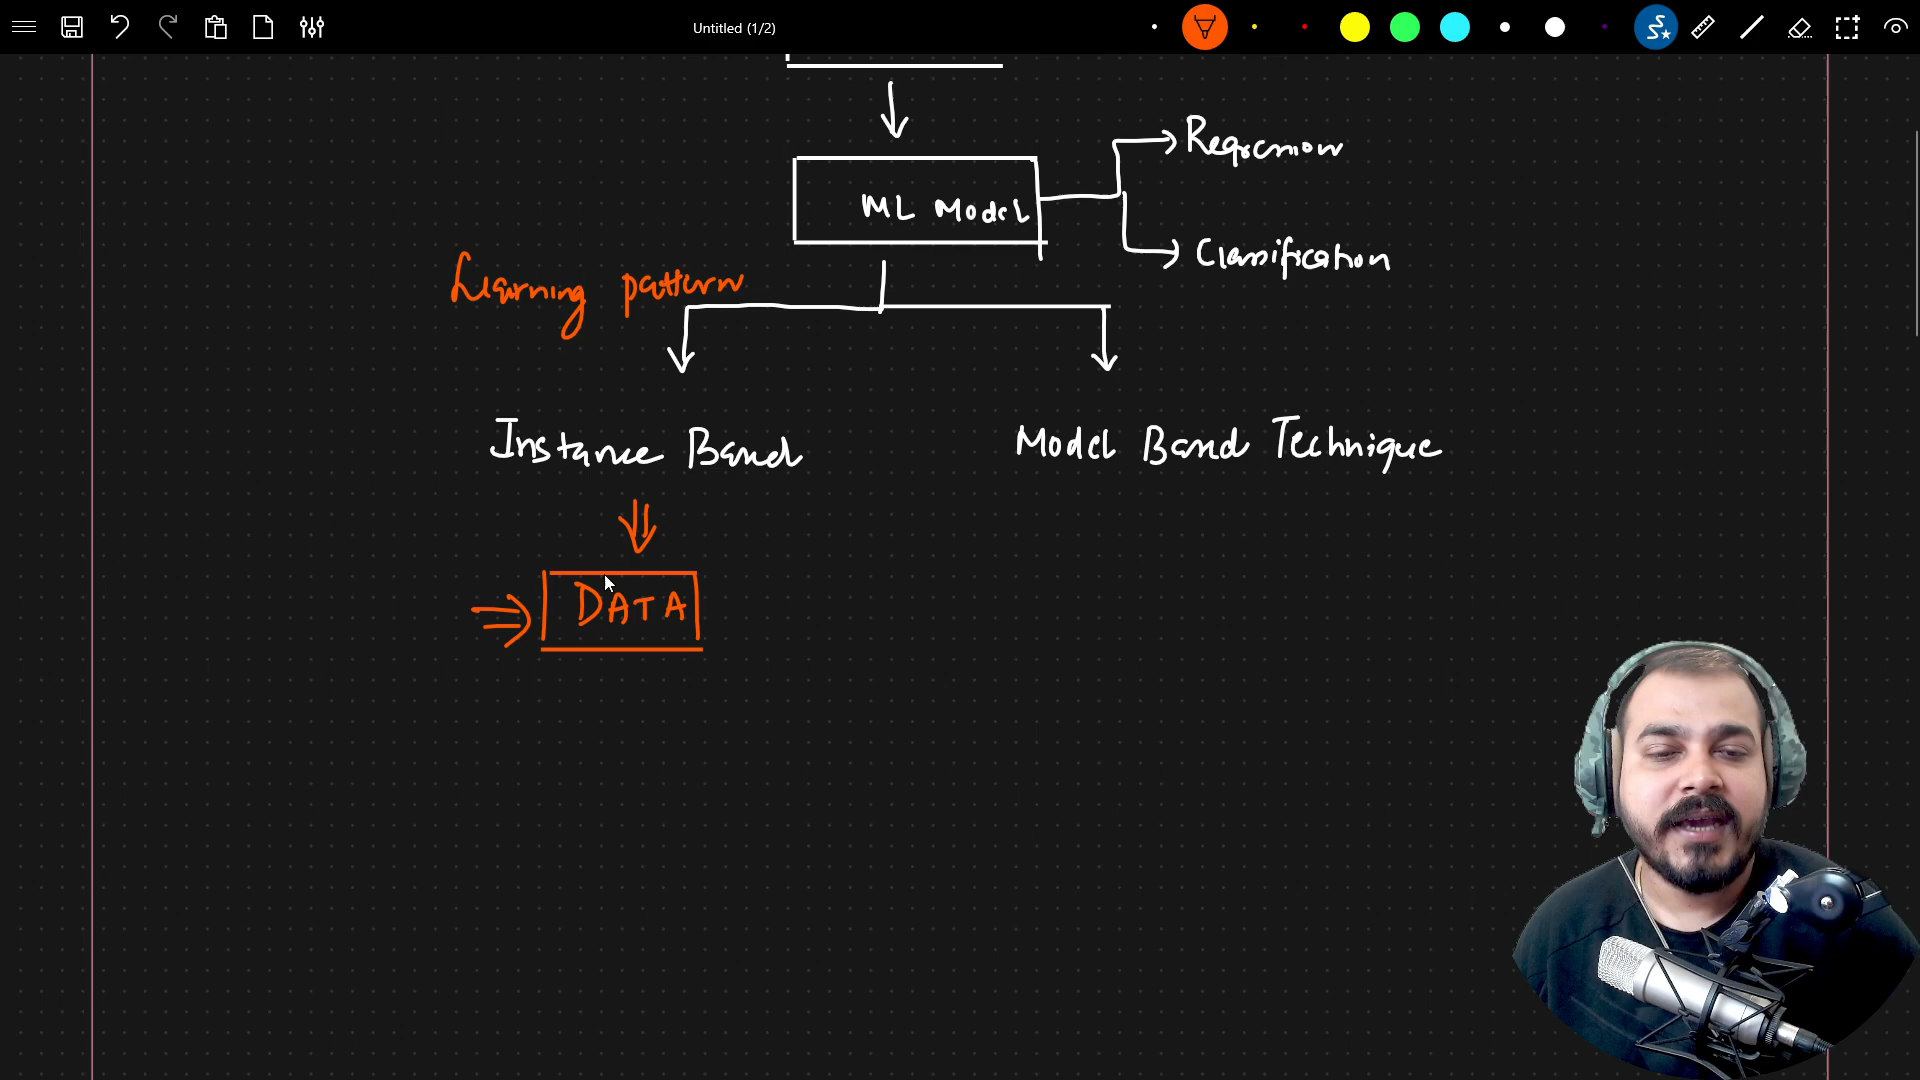 Untitled (1/2)
Regression
ML Model
Classification
Learning pattern
Instance Based
Model Based Technique
DATA